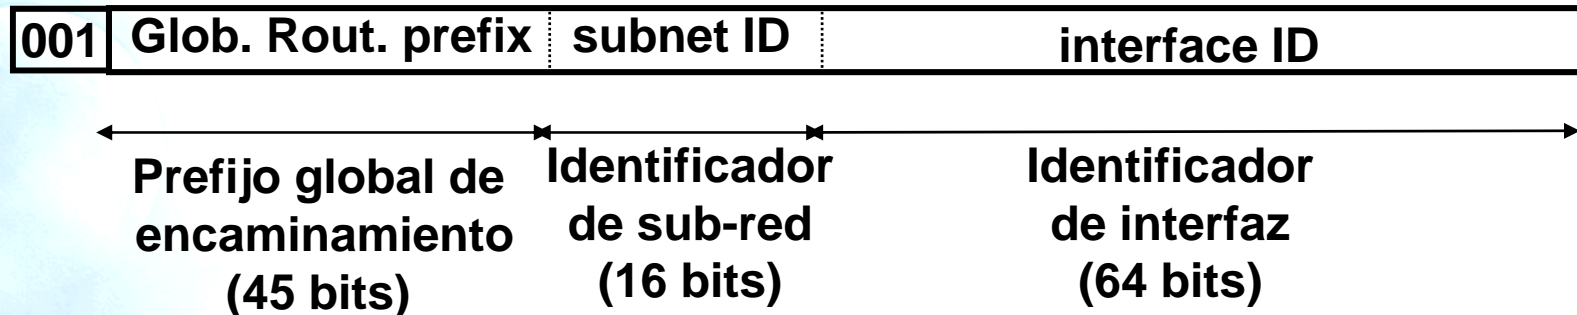 001 Glob. Rout. prefix subnet ID interface ID
Prefijo global de
encaminamiento
(45 bits)
Identificador
de sub-red
(16 bits)
Identificador
de interfaz
(64 bits)